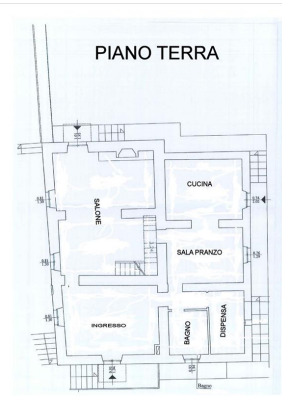 PIANO TERRA
CUCINA
SALONE
SALA PRANZO
INGRESSO
BAGNO
DISPENSA
Bagno